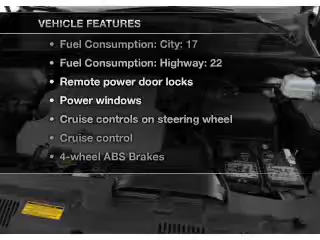 VEHICLE FEATURES
• Fuel Consumption: City: 17
• Fuel Consumption: Highway: 22
• Remote power door locks
• Power windows
• Cruise controls on steering wheel
• Cruise control
• 4-wheel ABS Brakes